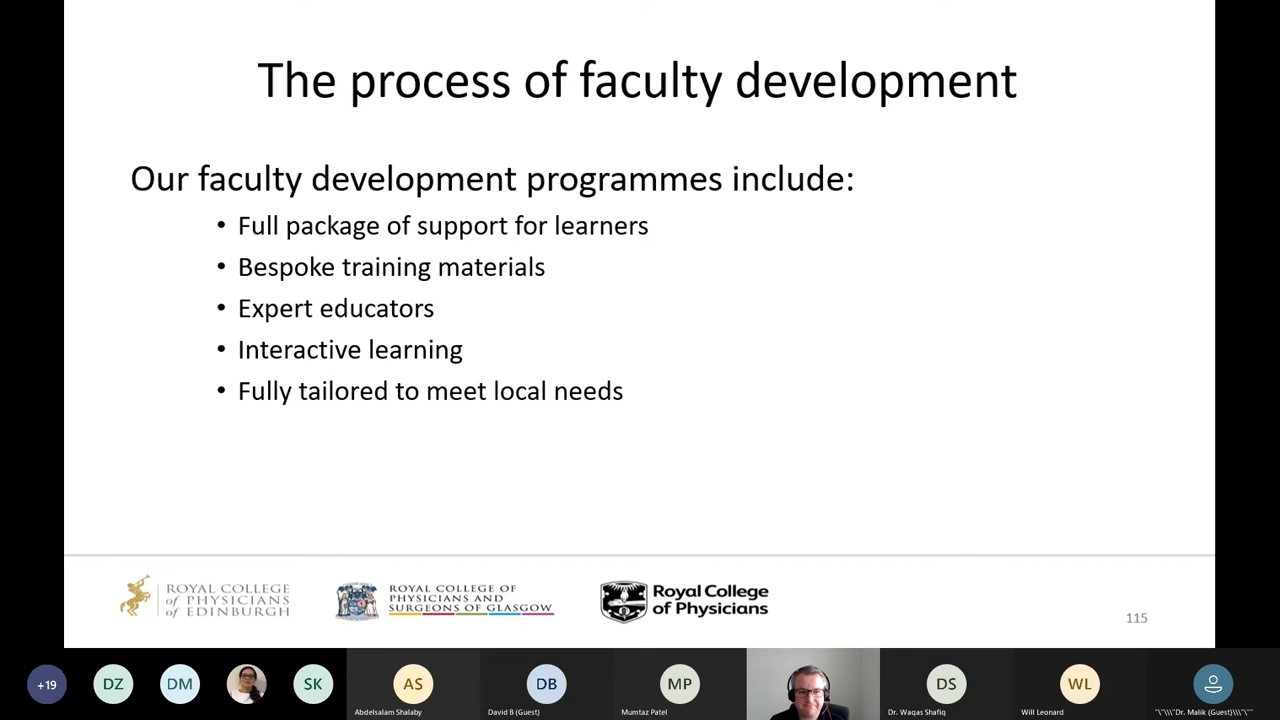 The process of faculty development
Our faculty development programmes include:
• Full package of support for learners
• Bespoke training materials
• Expert educators
• Interactive learning
• Fully tailored to meet local needs
ROYAL COLLEGE
of PHYSICIANS
of EDINBURGH
ROYAL COLLEGE OF
PHYSICIANS AND
SURGEONS OF GLASGOW
Royal College
of Physicians
115
+19
DZ
DM
SK
AS
Abdelsalam Shalaby
DB
David B (Guest)
MP
Mumtaz Patel
DS
Dr. Waqas Shafiq
WL
Will Leonard
"\"\\\"Dr. Malik (Guest)\\\"\""